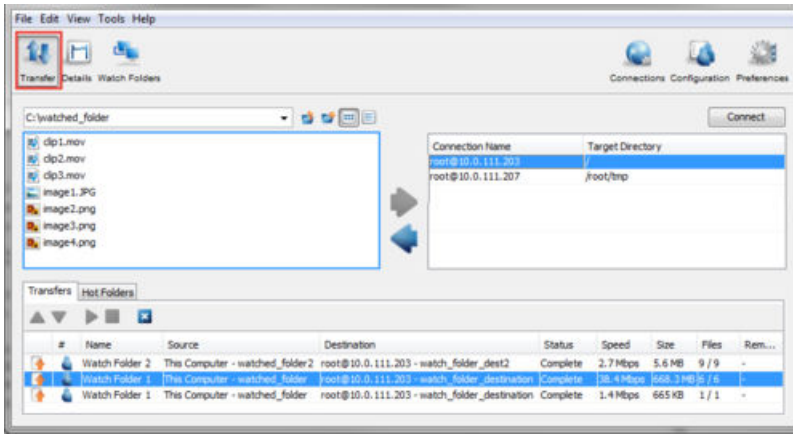 File Edit View Tools Help
Transfer Details Watch Folders
Connections Configuration Preferences
C:\watched_folder
Connect
clip1.mov
clip2.mov
clip3.mov
image1.JPG
image2.png
image3.png
image4.png
Connection Name Target Directory
root@10.0.111.203 /
root@10.0.111.207 /root/tmp
Transfers Hot Folders
# Name Source Destination Status Speed Size Files Rem...
Watch Folder 2 This Computer - watched_folder2 root@10.0.111.203 - watch_folder_dest2 Complete 2.7 Mbps 5.6 MB 9 / 9 -
Watch Folder 1 This Computer - watched_folder root@10.0.111.203 - watch_folder_destination Complete 38.4 Mbps 668.3 MB 6 / 6 -
Watch Folder 1 This Computer - watched_folder root@10.0.111.203 - watch_folder_destination Complete 1.4 Mbps 665 KB 1 / 1 -